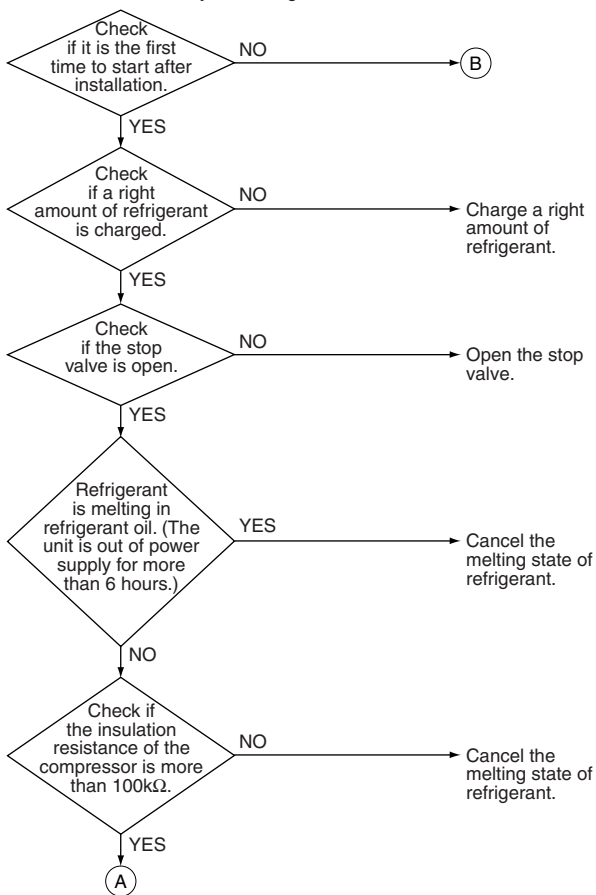 Check
if it is the first
time to start after
installation.
NO
B
YES
Check
if a right
amount of refrigerant
is charged.
NO
Charge a right
amount of
refrigerant.
YES
Check
if the stop
valve is open.
NO
Open the stop
valve.
YES
Refrigerant
is melting in
refrigerant oil. (The
unit is out of power
supply for more
than 6 hours.)
YES
Cancel the
melting state of
refrigerant.
NO
Check if
the insulation
resistance of the
compressor is more
than 100kΩ.
NO
Cancel the
melting state of
refrigerant.
YES
A